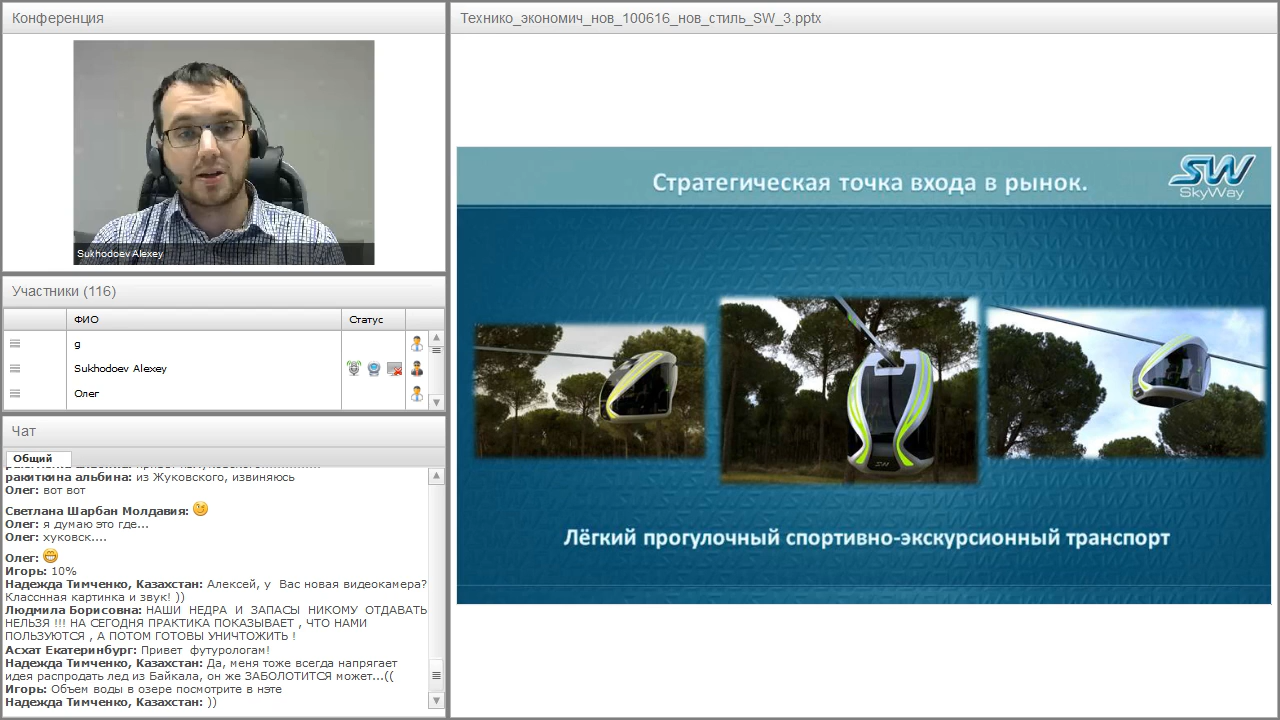 Конференция
Sukhodoev Alexey
Участники (116)
ФИО
Статус
g
Sukhodoev Alexey
Олег
Чат
Общий
ракиткина альбина: из Жуковского, извиняюсь
Олег: вот вот
Светлана Шарбан Молдавия:
Олег: я думаю это где...
Олег: хуковск....
Олег:
Игорь: 10%
Надежда Тимченко, Казахстан: Алексей, у Вас новая видеокамера?
Класснная картинка и звук! ))
Людмила Борисовна: НАШИ НЕДРА И ЗАПАСЫ НИКОМУ ОТДАВАТЬ
НЕЛЬЗЯ !!! НА СЕГОДНЯ ПРАКТИКА ПОКАЗЫВАЕТ , ЧТО НАМИ
ПОЛЬЗУЮТСЯ , А ПОТОМ ГОТОВЫ УНИЧТОЖИТЬ !
Асхат Екатеринбург: Привет футурологам!
Надежда Тимченко, Казахстан: Да, меня тоже всегда напрягает
идея распродать лед из Байкала, он же ЗАБОЛОТИТСЯ может...((
Игорь: Объем воды в озере посмотрите в нэте
Надежда Тимченко, Казахстан: ))
Технико_экономич_нов_100616_нов_стиль_SW_3.pptx
Стратегическая точка входа в рынок.
SW
SkyWay
Лёгкий прогулочный спортивно-экскурсионный транспорт